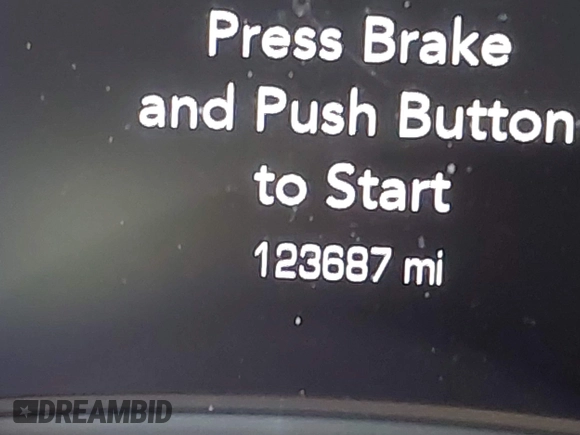 Press Brake
and Push Button
to Start
123687 mi
DREAMBID